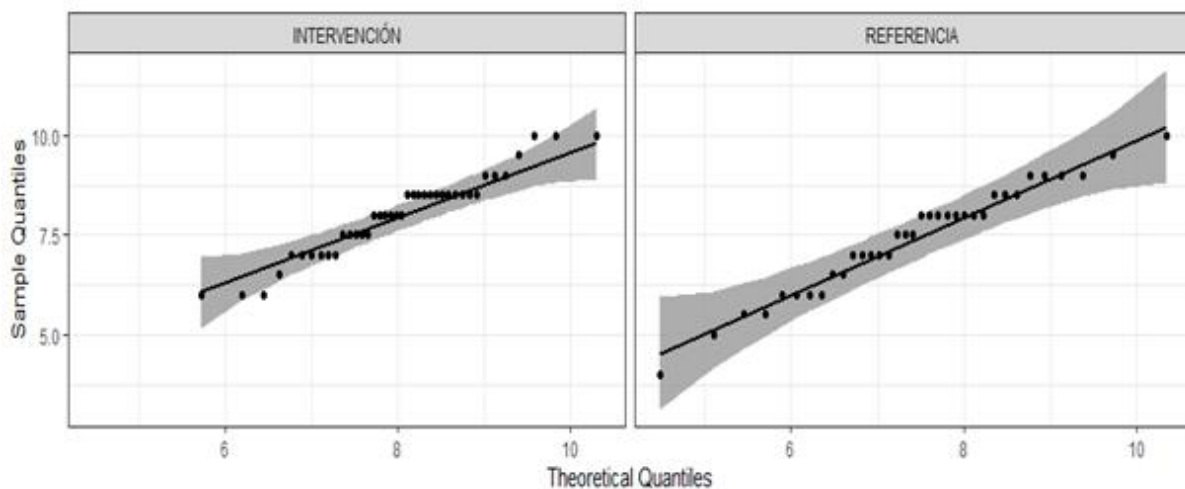 INTERVENCIÓN
REFERENCIA
Sample Quantiles
10.0
7.5
5.0
6 8 10
6 8 10
Theoretical Quantiles